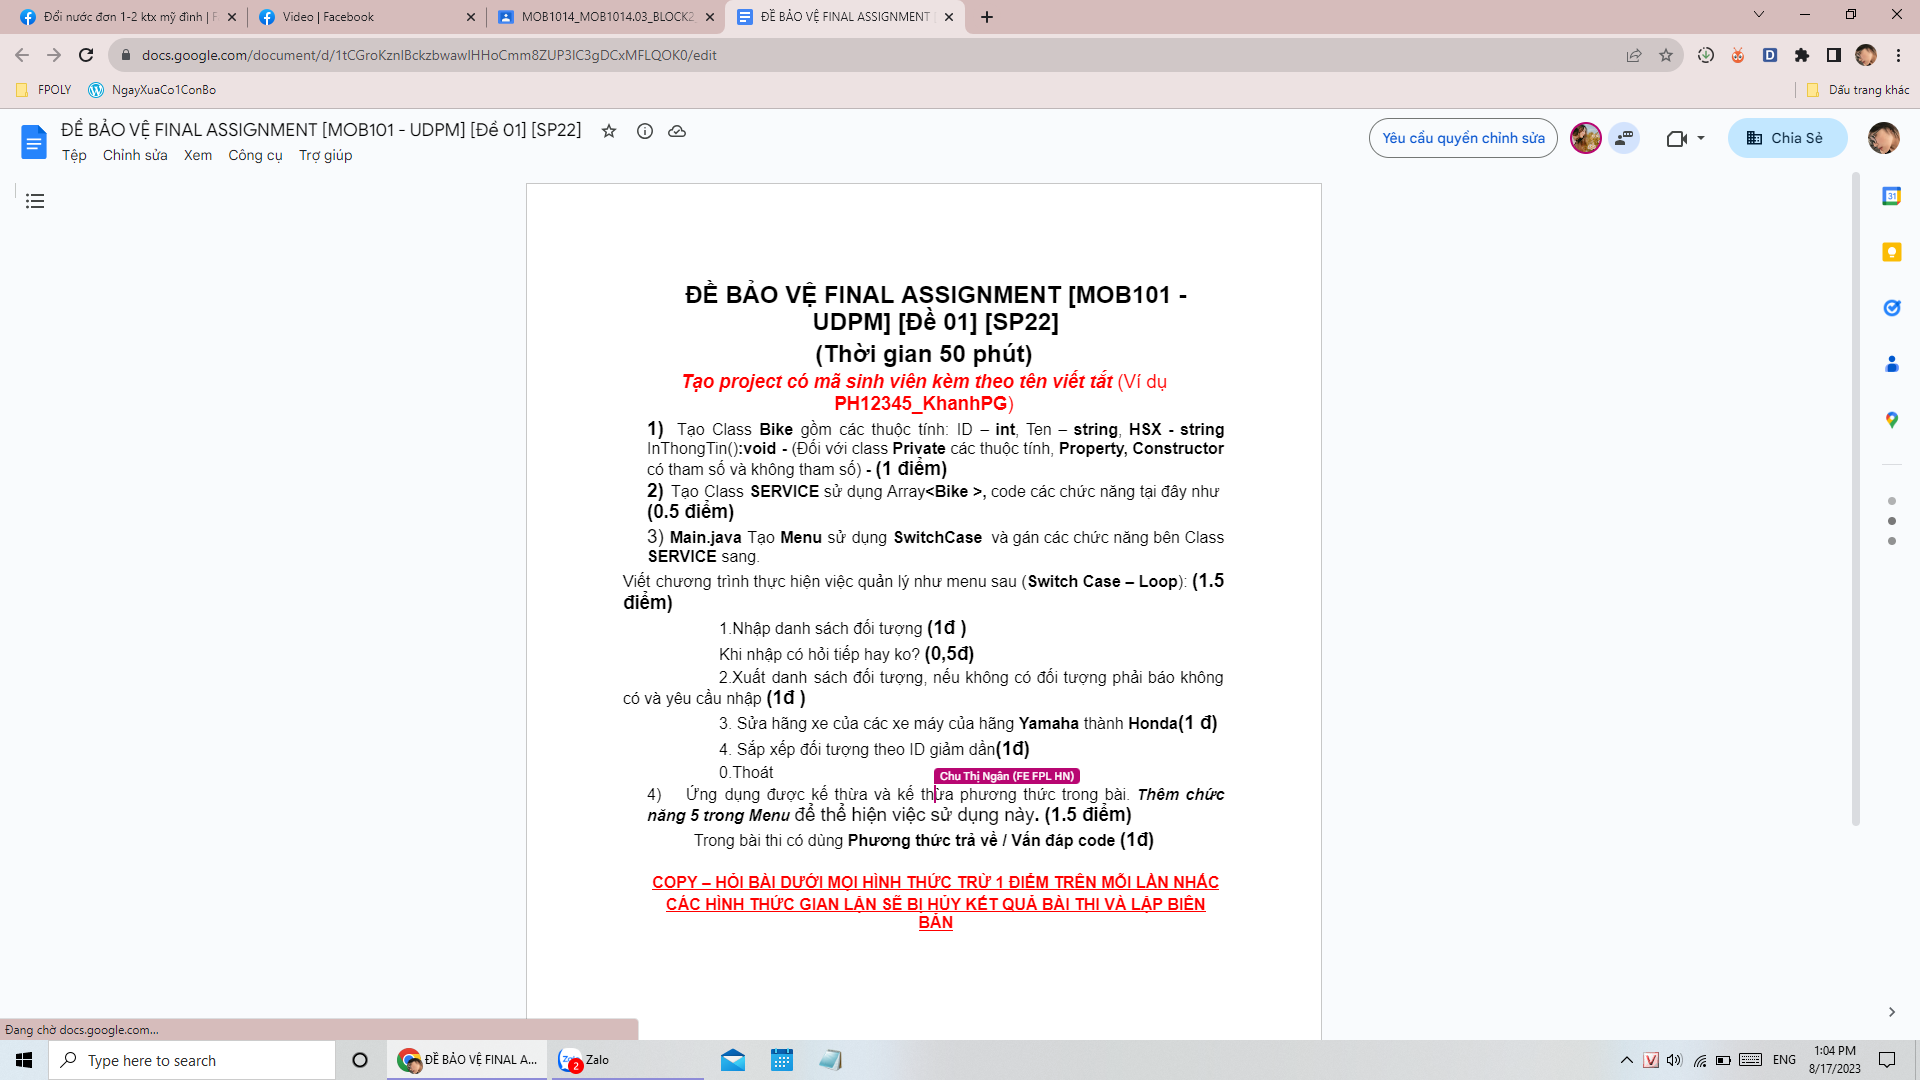 Đổi nước đơn 1-2 ktx mỹ đình | F
Video | Facebook
MOB1014_MOB1014.03_BLOCK2_
ĐỀ BẢO VỆ FINAL ASSIGNMENT
docs.google.com/document/d/1tCGroKznlBckzbwawlHHoCmm8ZUP3lC3gDCxMFLQOK0/edit
FPOLY
NgayXuaCo1ConBo
Dấu trang khác
ĐỀ BẢO VỆ FINAL ASSIGNMENT [MOB101 - UDPM] [Đề 01] [SP22]
Yêu cầu quyền chỉnh sửa
Chia Sẻ
Tệp Chỉnh sửa Xem Công cụ Trợ giúp
31
ĐỀ BẢO VỆ FINAL ASSIGNMENT [MOB101 -
UDPM] [Đề 01] [SP22]
(Thời gian 50 phút)
Tạo project có mã sinh viên kèm theo tên viết tắt (Ví dụ
PH12345_KhanhPG)
1) Tạo Class Bike gồm các thuộc tính: ID – int, Ten – string, HSX - string
InThongTin():void - (Đối với class Private các thuộc tính, Property, Constructor
có tham số và không tham số) - (1 điểm)
2) Tạo Class SERVICE sử dụng Array<Bike >, code các chức năng tại đây như
(0.5 điểm)
3) Main.java Tạo Menu sử dụng SwitchCase và gán các chức năng bên Class
SERVICE sang.
Viết chương trình thực hiện việc quản lý như menu sau (Switch Case – Loop): (1.5
điểm)
1.Nhập danh sách đối tượng (1đ )
Khi nhập có hỏi tiếp hay ko? (0,5đ)
2.Xuất danh sách đối tượng, nếu không có đối tượng phải báo không
có và yêu cầu nhập (1đ )
3. Sửa hãng xe của các xe máy của hãng Yamaha thành Honda(1 đ)
4. Sắp xếp đối tượng theo ID giảm dần(1đ)
0.Thoát
Chu Thị Ngân (FE FPL HN)
4) Ứng dụng được kế thừa và kế thừa phương thức trong bài. Thêm chức
năng 5 trong Menu để thể hiện việc sử dụng này. (1.5 điểm)
Trong bài thi có dùng Phương thức trả về / Vấn đáp code (1đ)
COPY – HỎI BÀI DƯỚI MỌI HÌNH THỨC TRỪ 1 ĐIỂM TRÊN MỖI LẦN NHẮC
CÁC HÌNH THỨC GIAN LẬN SẼ BỊ HỦY KẾT QUẢ BÀI THI VÀ LẬP BIÊN
BẢN
Đang chờ docs.google.com...
Type here to search
ĐỀ BẢO VỆ FINAL A...
2
Zalo
ENG
1:04 PM
8/17/2023